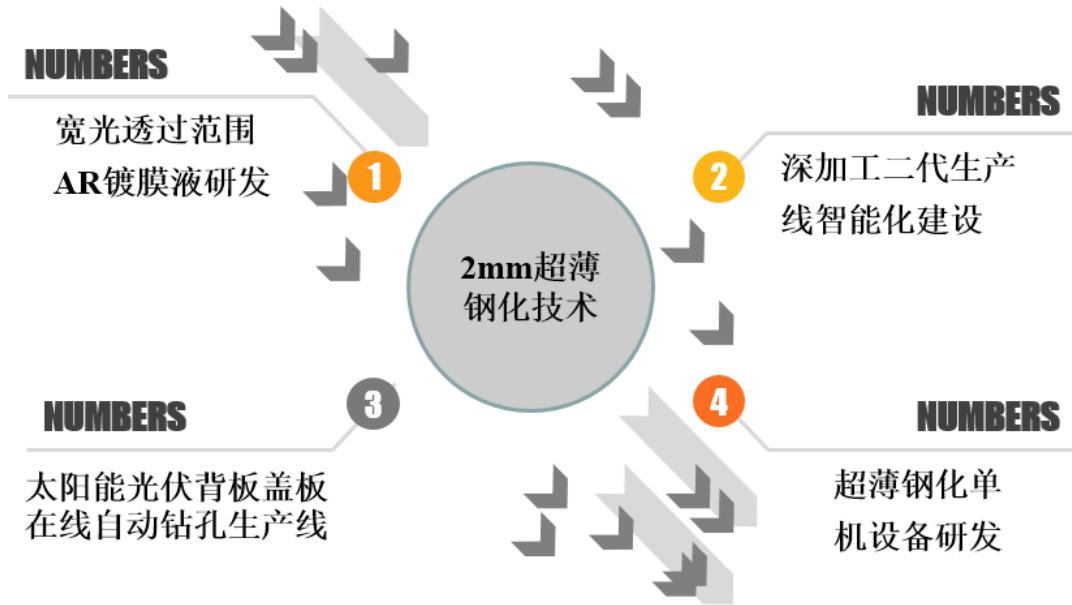 NUMBERS
宽光透过范围
AR镀膜液研发
1
NUMBERS
2
深加工二代生产
线智能化建设
2mm超薄
钢化技术
NUMBERS
3
太阳能光伏背板盖板
在线自动钻孔生产线
4
NUMBERS
超薄钢化单
机设备研发